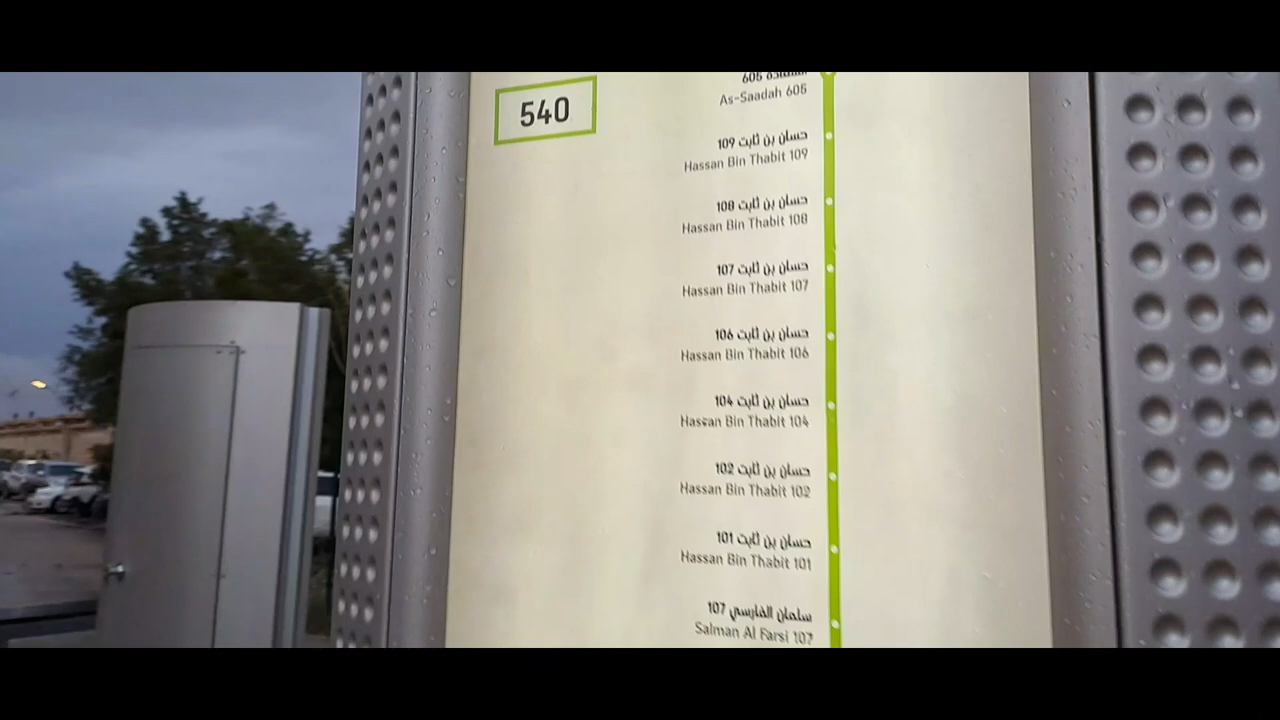 540
السعادة 605
As-Saadah 605
حسان بن ثابت 109
Hassan Bin Thabit 109
حسان بن ثابت 108
Hassan Bin Thabit 108
حسان بن ثابت 107
Hassan Bin Thabit 107
حسان بن ثابت 106
Hassan Bin Thabit 106
حسان بن ثابت 104
Hassan Bin Thabit 104
حسان بن ثابت 102
Hassan Bin Thabit 102
حسان بن ثابت 101
Hassan Bin Thabit 101
سلمان الفارسي 107
Salman Al Farsi 107